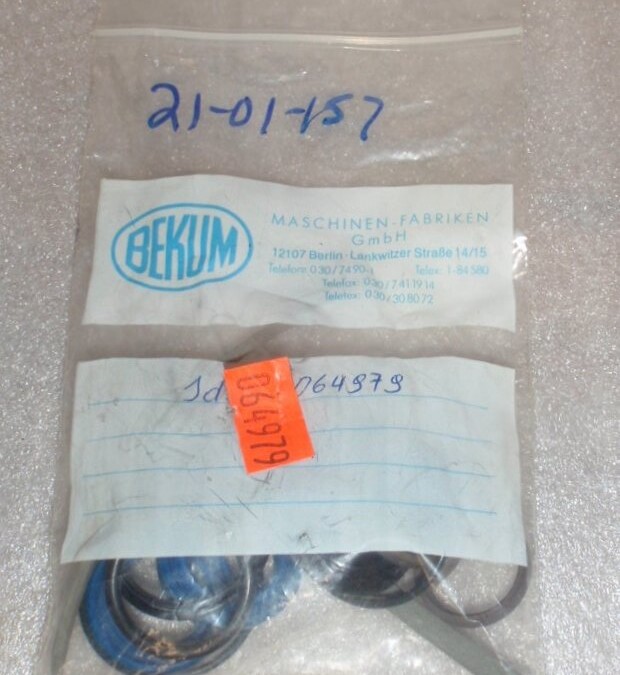 21-01-157
BEKUM
MASCHINEN-FABRIKEN
GmbH
12107 Berlin · Lankwitzer Straße 14/15
Telefon 030/7490-1 Telex: 1-84580
Telefax: 030/7411914
Teletex: 030/308072
064979
064979